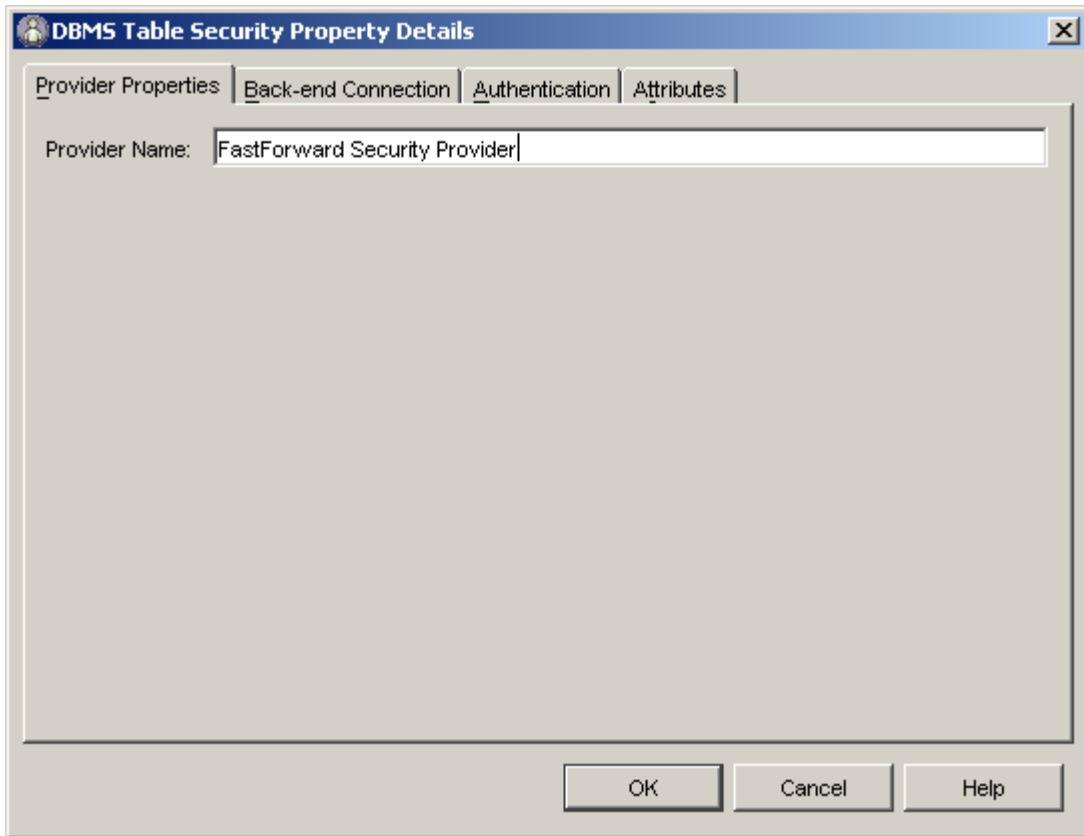 DBMS Table Security Property Details
Provider Properties Back-end Connection Authentication Attributes
Provider Name: FastForward Security Provider
OK Cancel Help